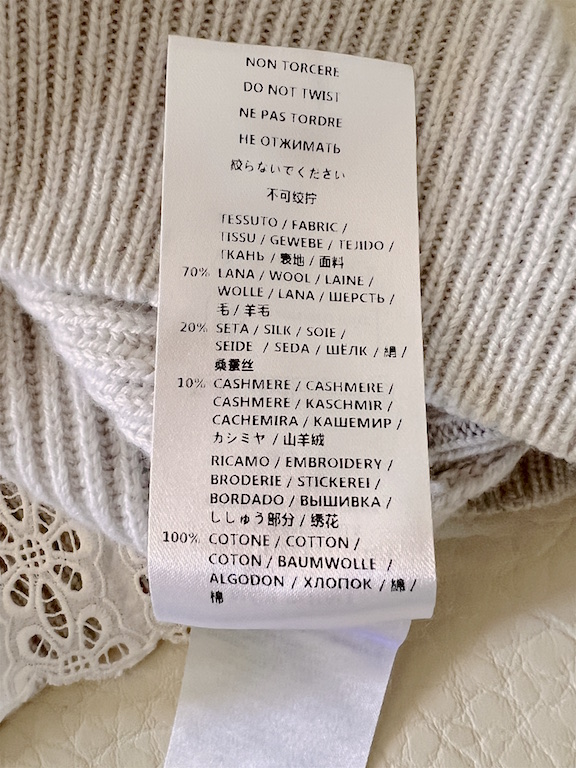 NON TORCERE
DO NOT TWIST
NE PAS TORDRE
НЕ ОТЖИМАТЬ
絞らないでください
不可绞拧
TESSUTO / FABRIC /
TISSU / GEWEBE / TEJIDO /
ТКАНЬ / 表地 / 面料
70% LANA / WOOL / LAINE /
WOLLE / LANA / ШЕРСТЬ /
毛 / 羊毛
20% SETA / SILK / SOIE /
SEIDE / SEDA / ШЁЛК / 絹 /
桑蚕丝
10% CASHMERE / CASHMERE /
CASHMERE / KASCHMIR /
CACHEMIRA / КАШЕМИР /
カシミヤ / 山羊绒
RICAMO / EMBROIDERY /
BRODERIE / STICKEREI /
BORDADO / ВЫШИВКА /
ししゅう部分 / 绣花
100% COTONE / COTTON /
COTON / BAUMWOLLE /
ALGODON / ХЛОПОК / 綿 /
棉